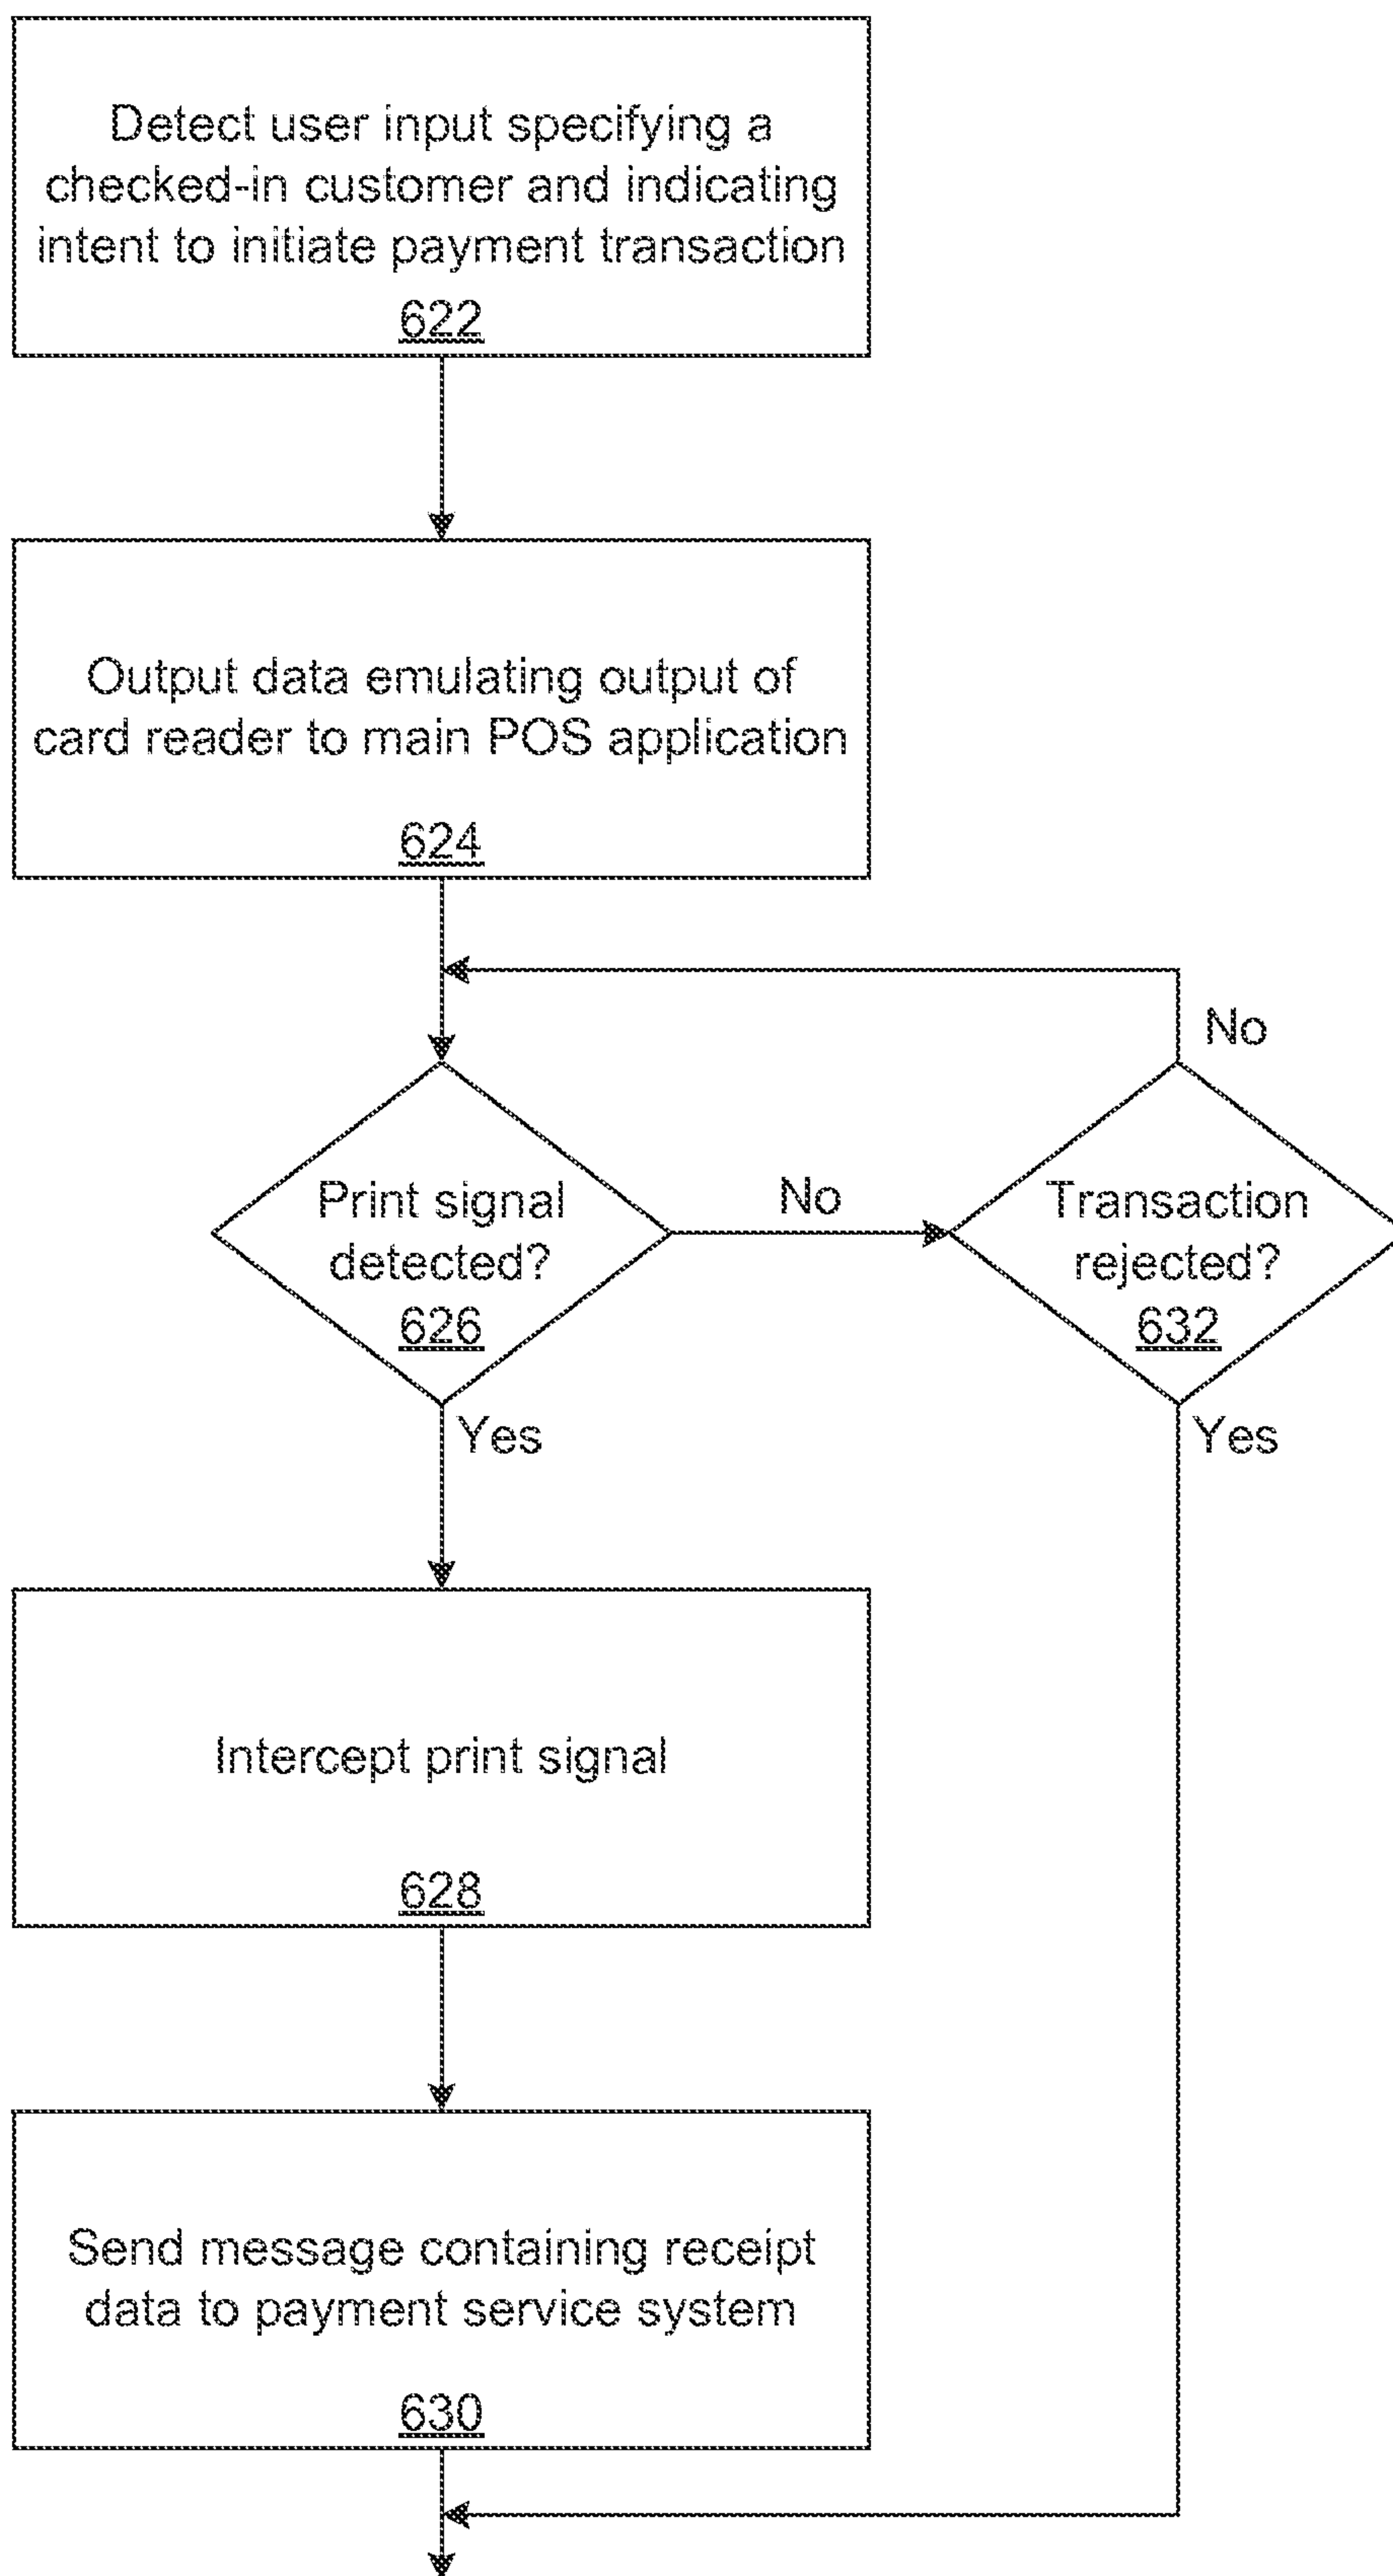 Detect user input specifying a
checked-in customer and indicating
intent to initiate payment transaction
622
Output data emulating output of
card reader to main POS application
624
No
Print signal
detected?
626
No
Transaction
rejected?
632
Yes
Yes
Intercept print signal
628
Send message containing receipt
data to payment service system
630